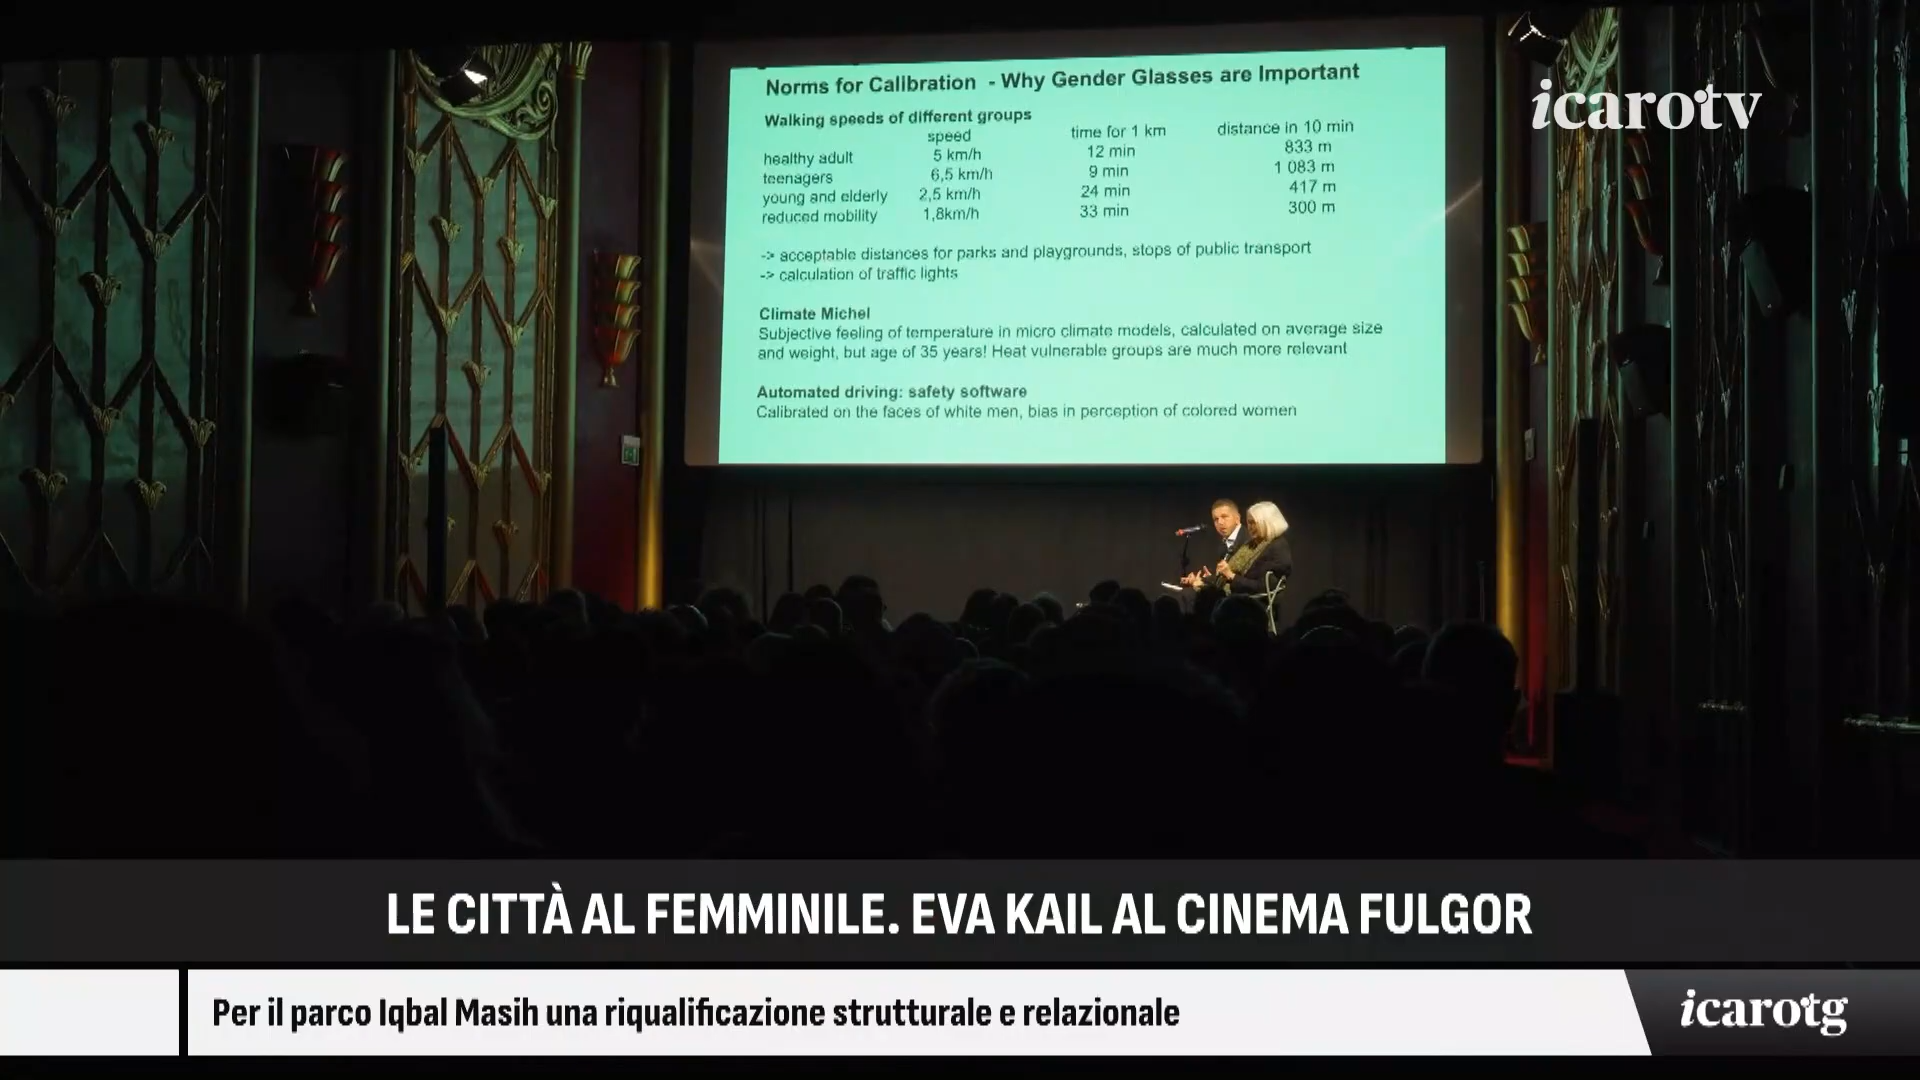 Norms for Calibration - Why Gender Glasses are Important
Walking speeds of different groups
speed time for 1 km distance in 10 min
healthy adult 5 km/h 12 min 833 m
teenagers 6,5 km/h 9 min 1 083 m
young and elderly 2,5 km/h 24 min 417 m
reduced mobility 1,8km/h 33 min 300 m
-> acceptable distances for parks and playgrounds, stops of public transport
-> calculation of traffic lights
Climate Michel
Subjective feeling of temperature in micro climate models, calculated on average size
and weight, but age of 35 years! Heat vulnerable groups are much more relevant
Automated driving: safety software
Calibrated on the faces of white men, bias in perception of colored women
icarotv
LE CITTÀ AL FEMMINILE. EVA KAIL AL CINEMA FULGOR
Per il parco Iqbal Masih una riqualificazione strutturale e relazionale
icarotg